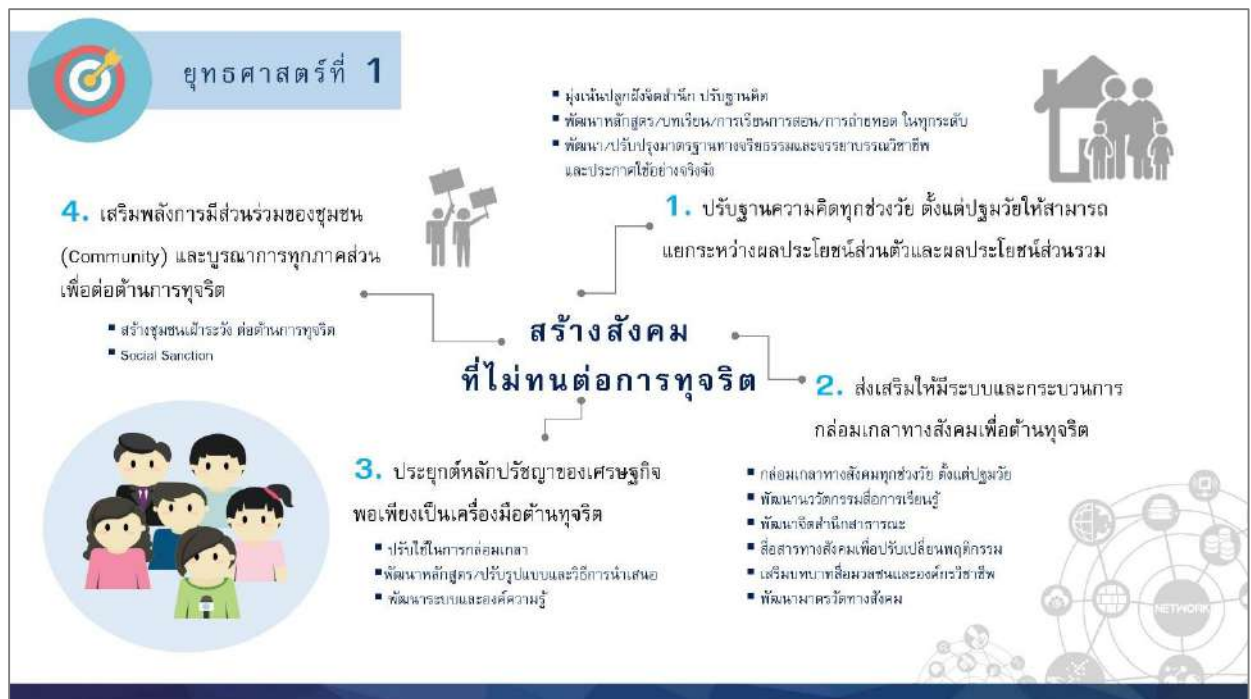 ยุทธศาสตร์ที่ 1
▪ มุ่งเน้นปลูกฝังจิตสำนึก ปรับฐานคิด
▪ พัฒนาหลักสูตร/บทเรียน/การเรียนการสอน/การถ่ายทอด ในทุกระดับ
▪ พัฒนา/ปรับปรุงมาตรฐานทางจริยธรรมและจรรยาบรรณวิชาชีพ
และประกาศใช้อย่างจริงจัง
1. ปรับฐานความคิดทุกช่วงวัย ตั้งแต่ปฐมวัยให้สามารถ
แยกระหว่างผลประโยชน์ส่วนตัวและผลประโยชน์ส่วนรวม
4. เสริมพลังการมีส่วนร่วมของชุมชน
(Community) และบูรณาการทุกภาคส่วน
เพื่อต่อต้านการทุจริต
▪ สร้างชุมชนเฝ้าระวัง ต่อต้านการทุจริต
▪ Social Sanction
สร้างสังคม
ที่ไม่ทนต่อการทุจริต
2. ส่งเสริมให้มีระบบและกระบวนการ
กล่อมเกลาทางสังคมเพื่อต้านทุจริต
▪ กล่อมเกลาทางสังคมทุกช่วงวัย ตั้งแต่ปฐมวัย
▪ พัฒนานวัตกรรมสื่อการเรียนรู้
▪ พัฒนาจิตสำนึกสาธารณะ
▪ สื่อสารทางสังคมเพื่อปรับเปลี่ยนพฤติกรรม
▪ เสริมบทบาทสื่อมวลชนและองค์กรวิชาชีพ
▪ พัฒนามาตรวัดทางสังคม
3. ประยุกต์หลักปรัชญาของเศรษฐกิจ
พอเพียงเป็นเครื่องมือต้านทุจริต
▪ ปรับใช้ในการกล่อมเกลา
▪พัฒนาหลักสูตร/ปรับรูปแบบและวิธีการนำเสนอ
▪ พัฒนาระบบและองค์ความรู้
NETWORK